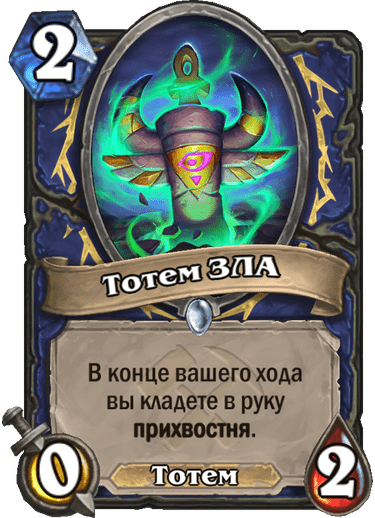 2
Тотем ЗЛА
В конце вашего хода
вы кладете в руку
прихвостня.
0
Тотем
2